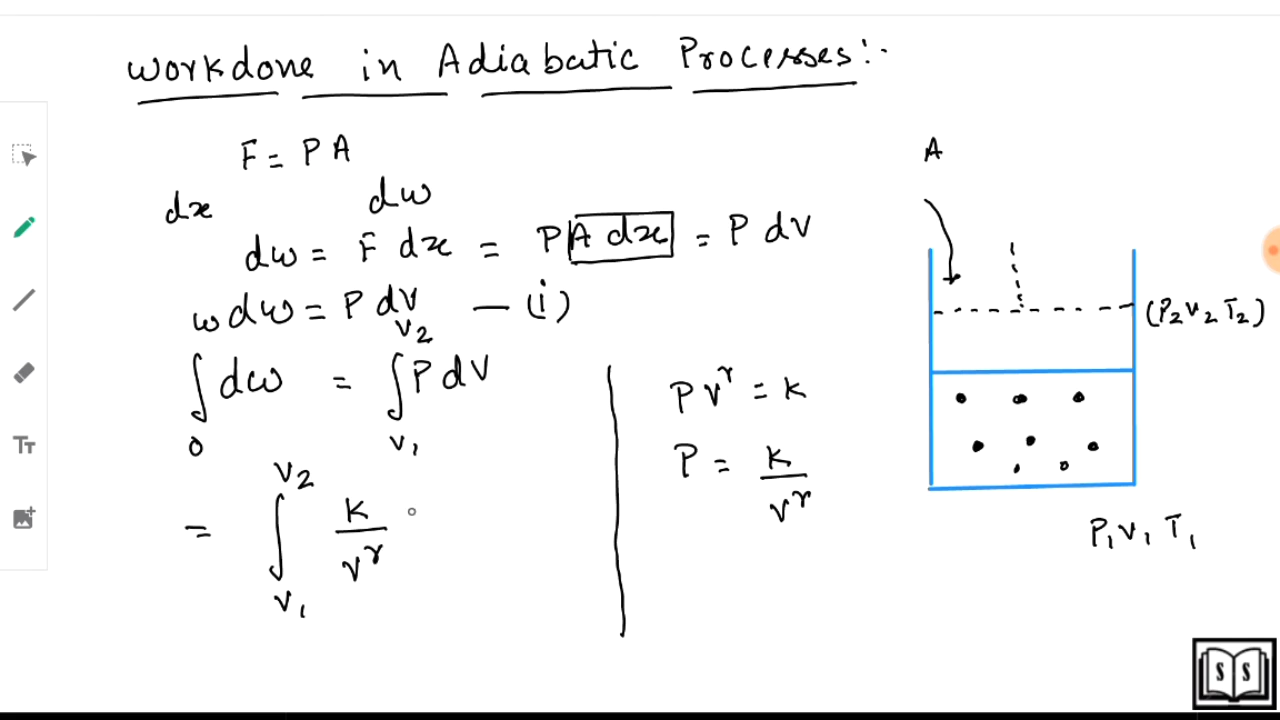 Workdone in Adiabatic Processes:-
F = PA
dx dw
dw = F dx = P A dx = P dV
w dw = P dV — (i)
∫ dw = ∫ P dV
0 V2 V1
= ∫ K/V^γ
V2 V1
PV^γ = K
P = K/V^γ
A
(P2 V2 T2)
P1 V1 T1
TT
S S